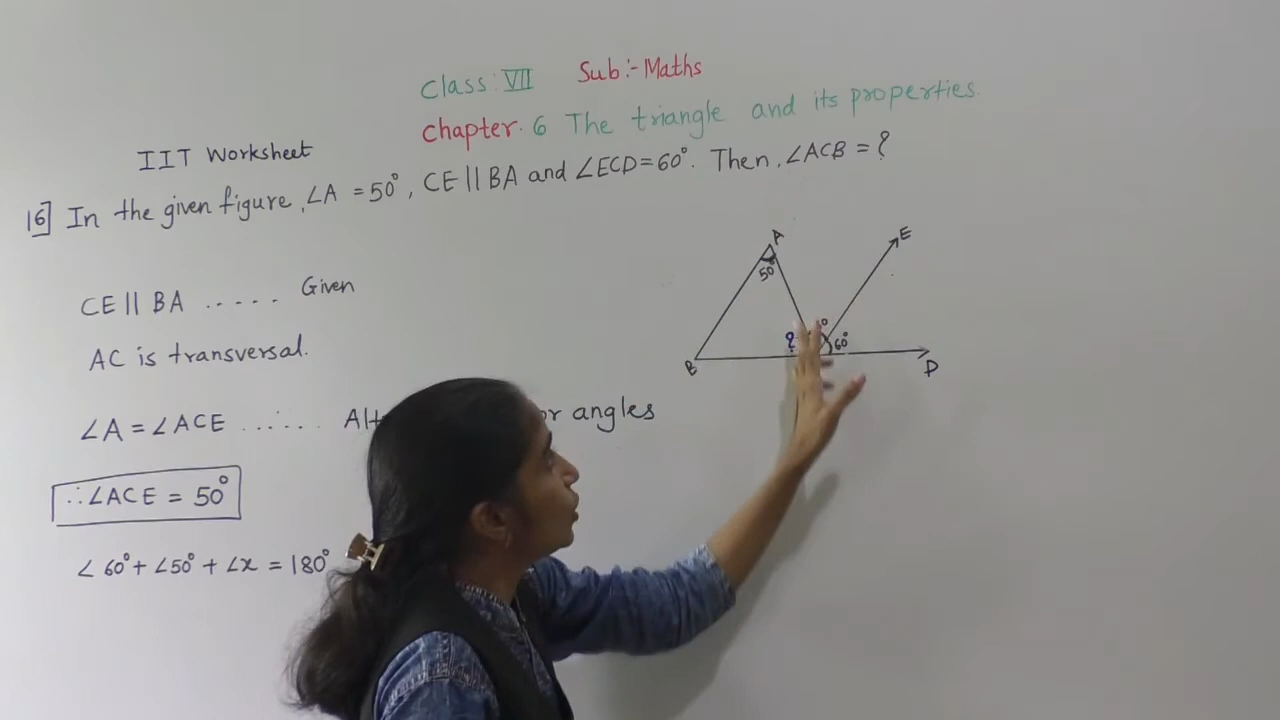 Class: VII Sub:- Maths
Chapter. 6 The triangle and its properties.
IIT Worksheet
16] In the given figure, ∠A = 50°, CE || BA and ∠ECD = 60°. Then, ∠ACB = ?
A
E
50°
CE || BA ..... Given
? 60°
AC is transversal.
B
D
∠A = ∠ACE ...... angles
∴ ∠ACE = 50°
∠60° + ∠50° + ∠x = 180°